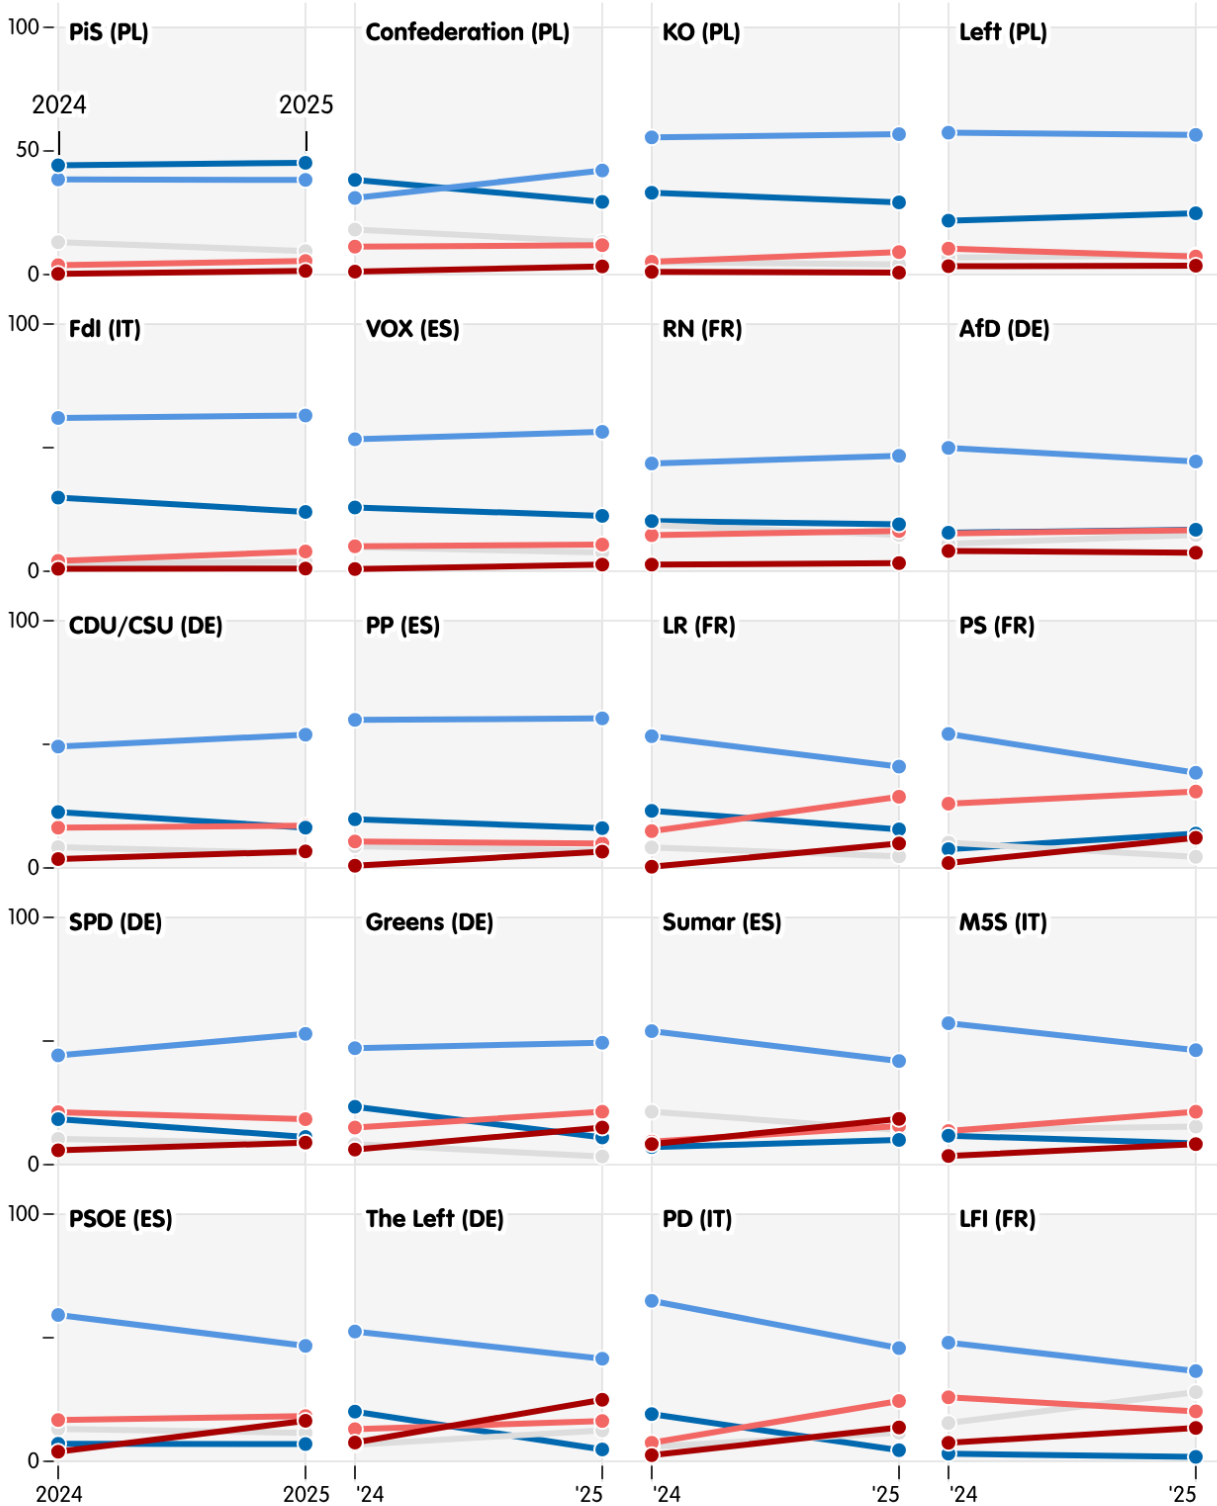 100
PiS (PL)
Confederation (PL)
KO (PL)
Left (PL)
2024
2025
50
0
100
FdI (IT)
VOX (ES)
RN (FR)
AfD (DE)
0
100
CDU/CSU (DE)
PP (ES)
LR (FR)
PS (FR)
0
100
SPD (DE)
Greens (DE)
Sumar (ES)
M5S (IT)
0
100
PSOE (ES)
The Left (DE)
PD (IT)
LFI (FR)
0
2024
2025
'24
'25
'24
'25
'24
'25